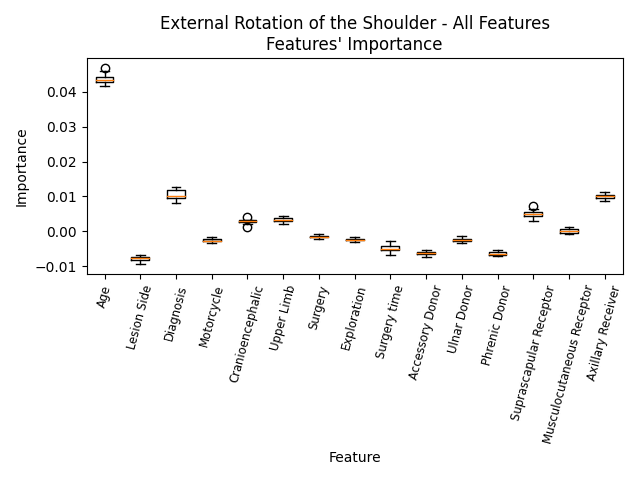 External Rotation of the Shoulder - All Features
Features' Importance
Importance
0.04
0.03
0.02
0.01
0.00
−0.01
Age
Lesion Side
Diagnosis
Motorcycle
Cranioencephalic
Upper Limb
Surgery
Exploration
Surgery time
Accessory Donor
Ulnar Donor
Phrenic Donor
Suprascapular Receptor
Musculocutaneous Receptor
Axillary Receiver
Feature